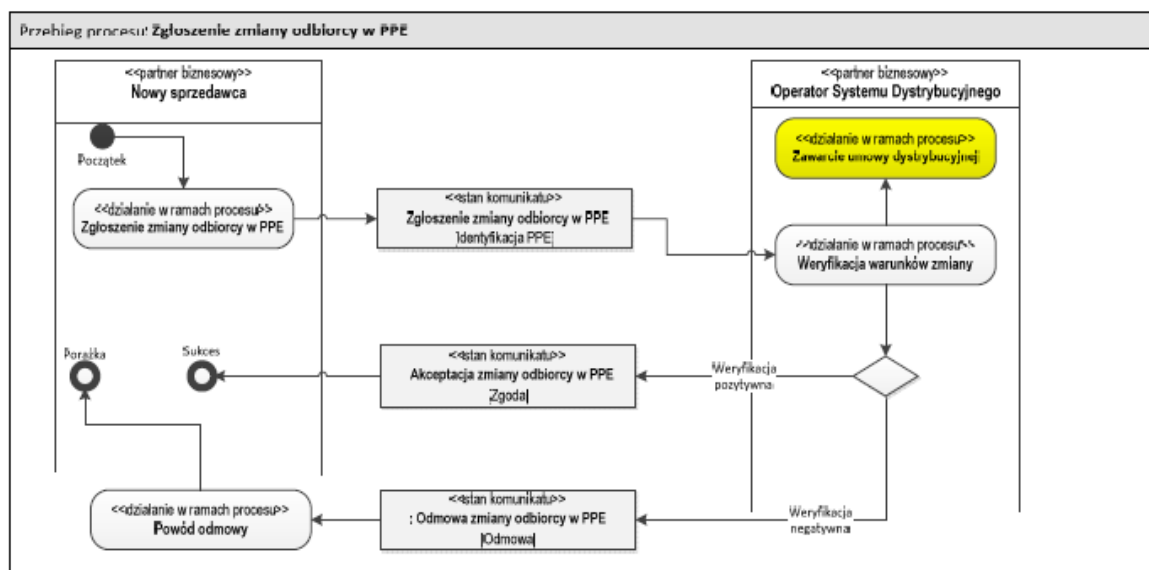 Przebieg procesu: Zgłoszenie zmiany odbiorcy w PPE
<<partner biznesowy>>
Nowy sprzedawca
<<partner biznesowy>>
Operator Systemu Dystrybucyjnego
Początek
<<działanie w ramach procesu>>
Zawarcie umowy dystrybucyjnej
<<działanie w ramach procesu>>
Zgłoszenie zmiany odbiorcy w PPE
<<stan komunikatu>>
Zgłoszenie zmiany odbiorcy w PPE
[Identyfikacja PPE]
<<działanie w ramach procesu>>
Weryfikacja warunków zmiany
Porażka
Sukces
<<stan komunikatu>>
Akceptacja zmiany odbiorcy w PPE
[Zgoda]
Weryfikacja
pozytywna
<<działanie w ramach procesu>>
Powód odmowy
<<stan komunikatu>>
: Odmowa zmiany odbiorcy w PPE
[Odmowa]
Weryfikacja
negatywna